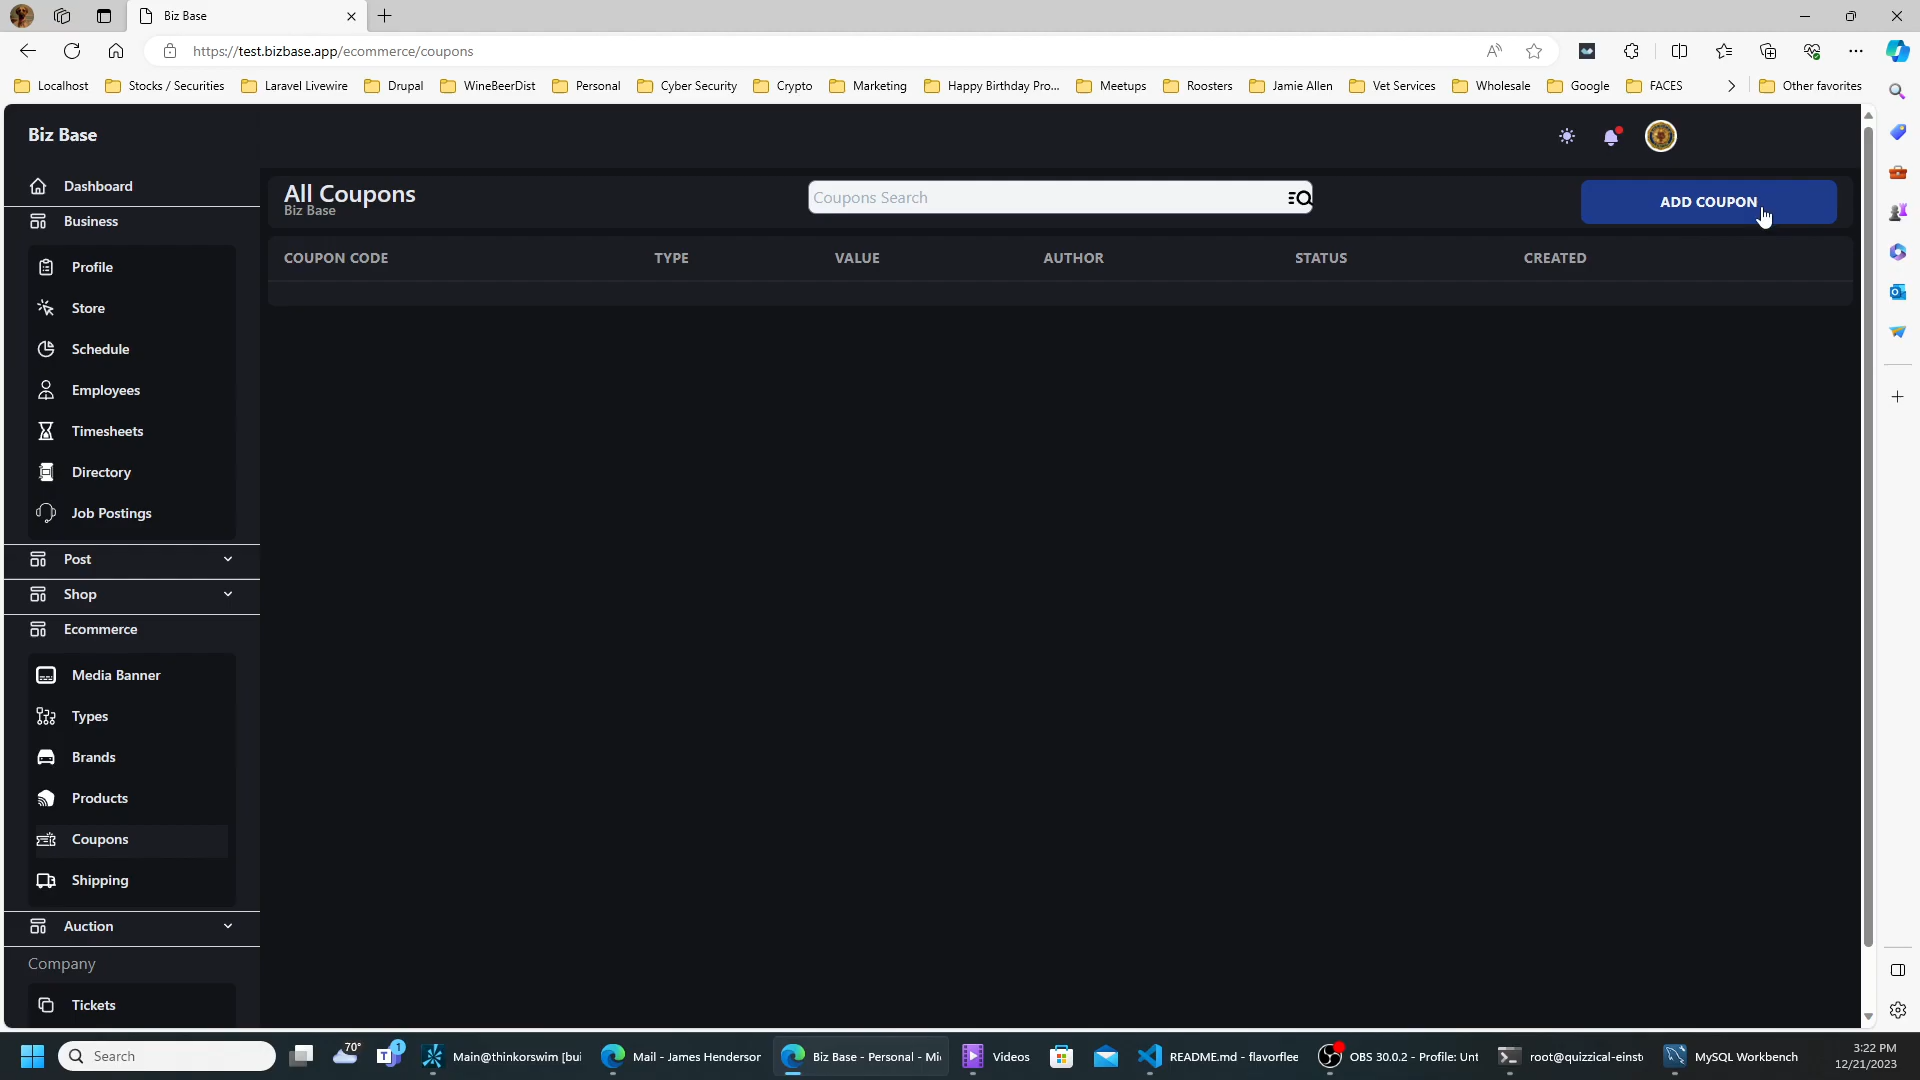 Biz Base
https://test.bizbase.app/ecommerce/coupons
Localhost
Stocks / Securities
Laravel Livewire
Drupal
WineBeerDist
Personal
Cyber Security
Crypto
Marketing
Happy Birthday Pro...
Meetups
Roosters
Jamie Allen
Vet Services
Wholesale
Google
FACES
Other favorites
Biz Base
Dashboard
Business
Profile
Store
Schedule
Employees
Timesheets
Directory
Job Postings
Post
Shop
Ecommerce
Media Banner
Types
Brands
Products
Coupons
Shipping
Auction
Company
Tickets
All Coupons
Biz Base
Coupons Search
ADD COUPON
COUPON CODE
TYPE
VALUE
AUTHOR
STATUS
CREATED
Search
70°
1
Main@thinkorswim [bui
Mail - James Henderson
Biz Base - Personal - Mi
Videos
README.md - flavorflee
OBS 30.0.2 - Profile: Unt
root@quizzical-einst
MySQL Workbench
3:22 PM
12/21/2023